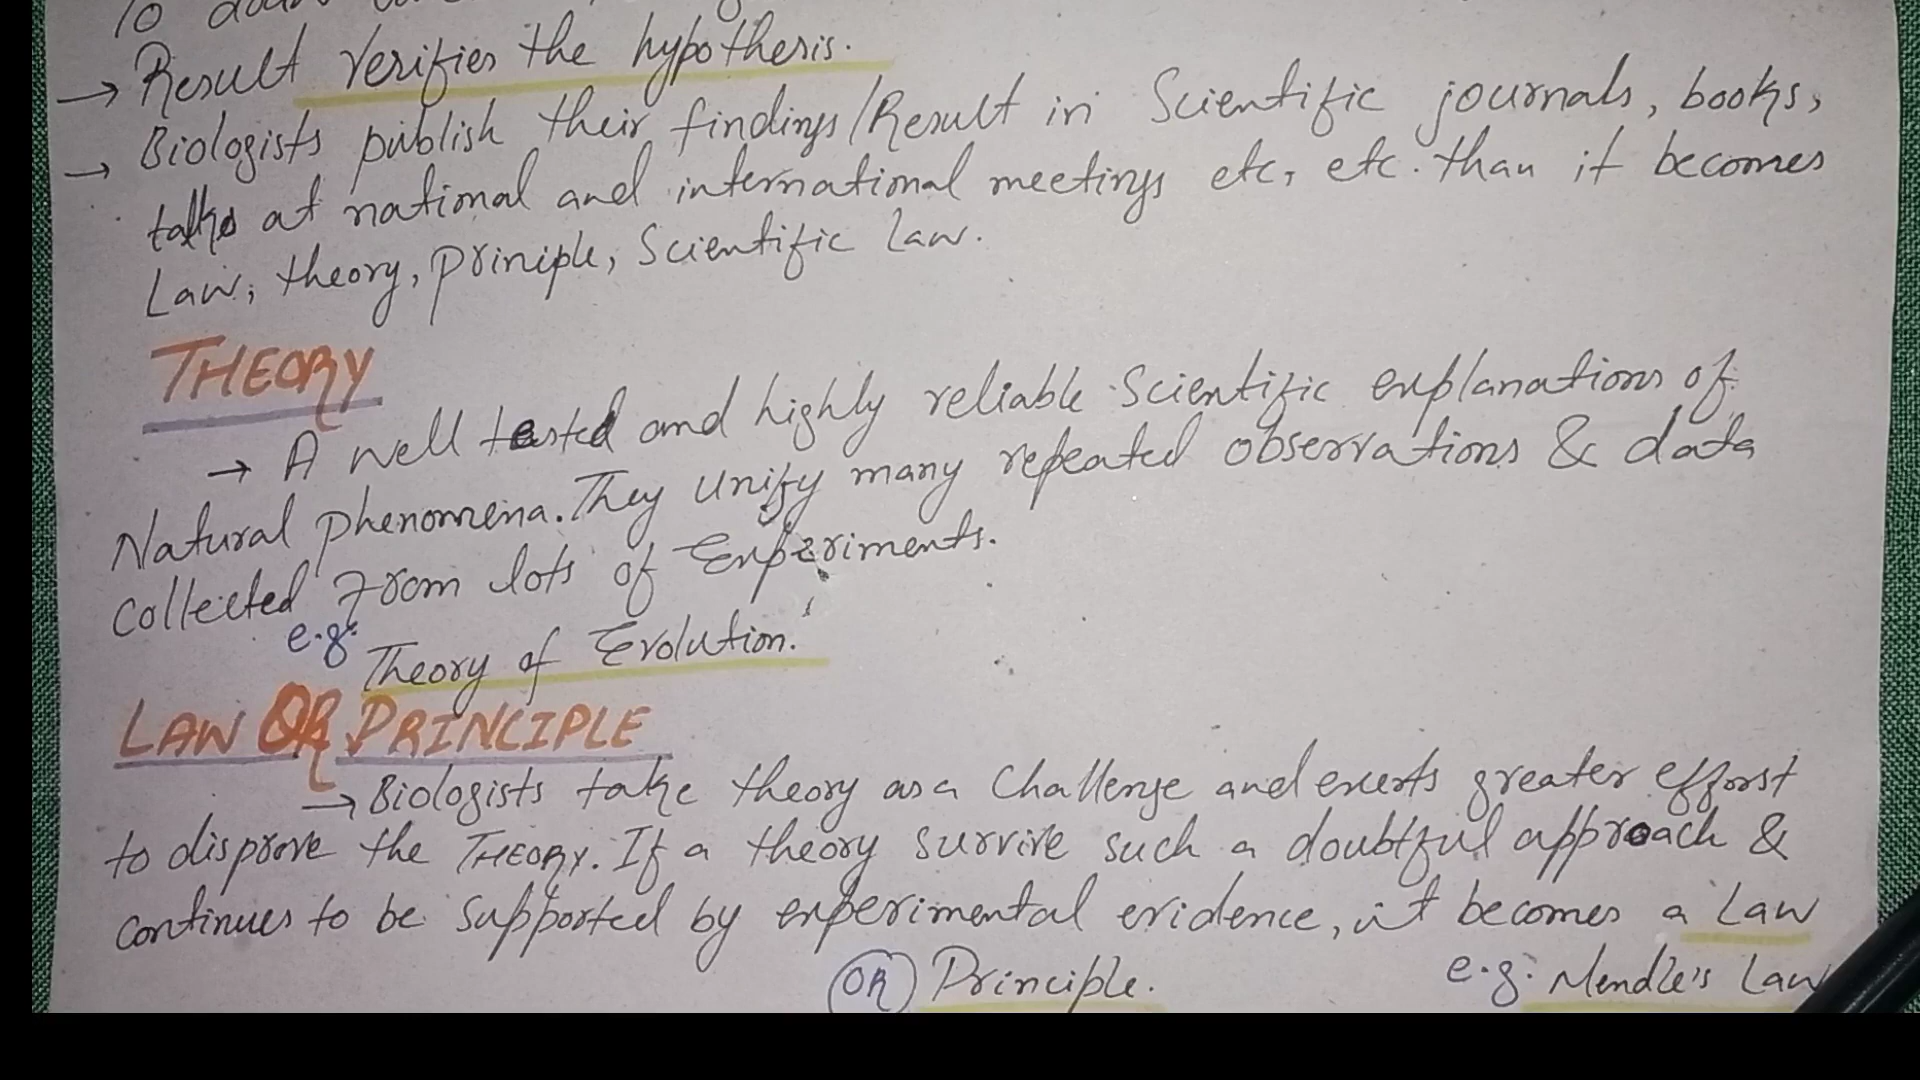 To
→ Result verifies the hypothesis.
→ Biologists publish their findings/Result in Scientific journals, books,
talks at national and international meetings etc, etc. than it becomes
Law, theory, priniple, Scientific Law.
THEORY
→ A well tested and highly reliable Scientific explanations of
Natural phenomena. They unify many repeated observations & data
collected from lots of Experiments.
e.g: Theory of Evolution.
LAW OR PRINCIPLE
→ Biologists take theory as a Challenge and exerts greater effort
to disprove the THEORY. If a theory survive such a doubtful approach &
continues to be supported by experimental evidence, it becomes a Law
OR Principle. e.g: Mendle's Law